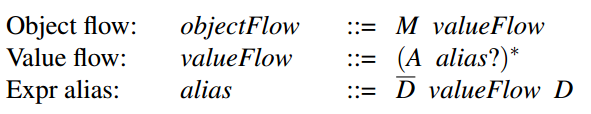 Object flow: objectFlow ::= M valueFlow
Value flow: valueFlow ::= (A alias?)*
Expr alias: alias ::= D̅ valueFlow D